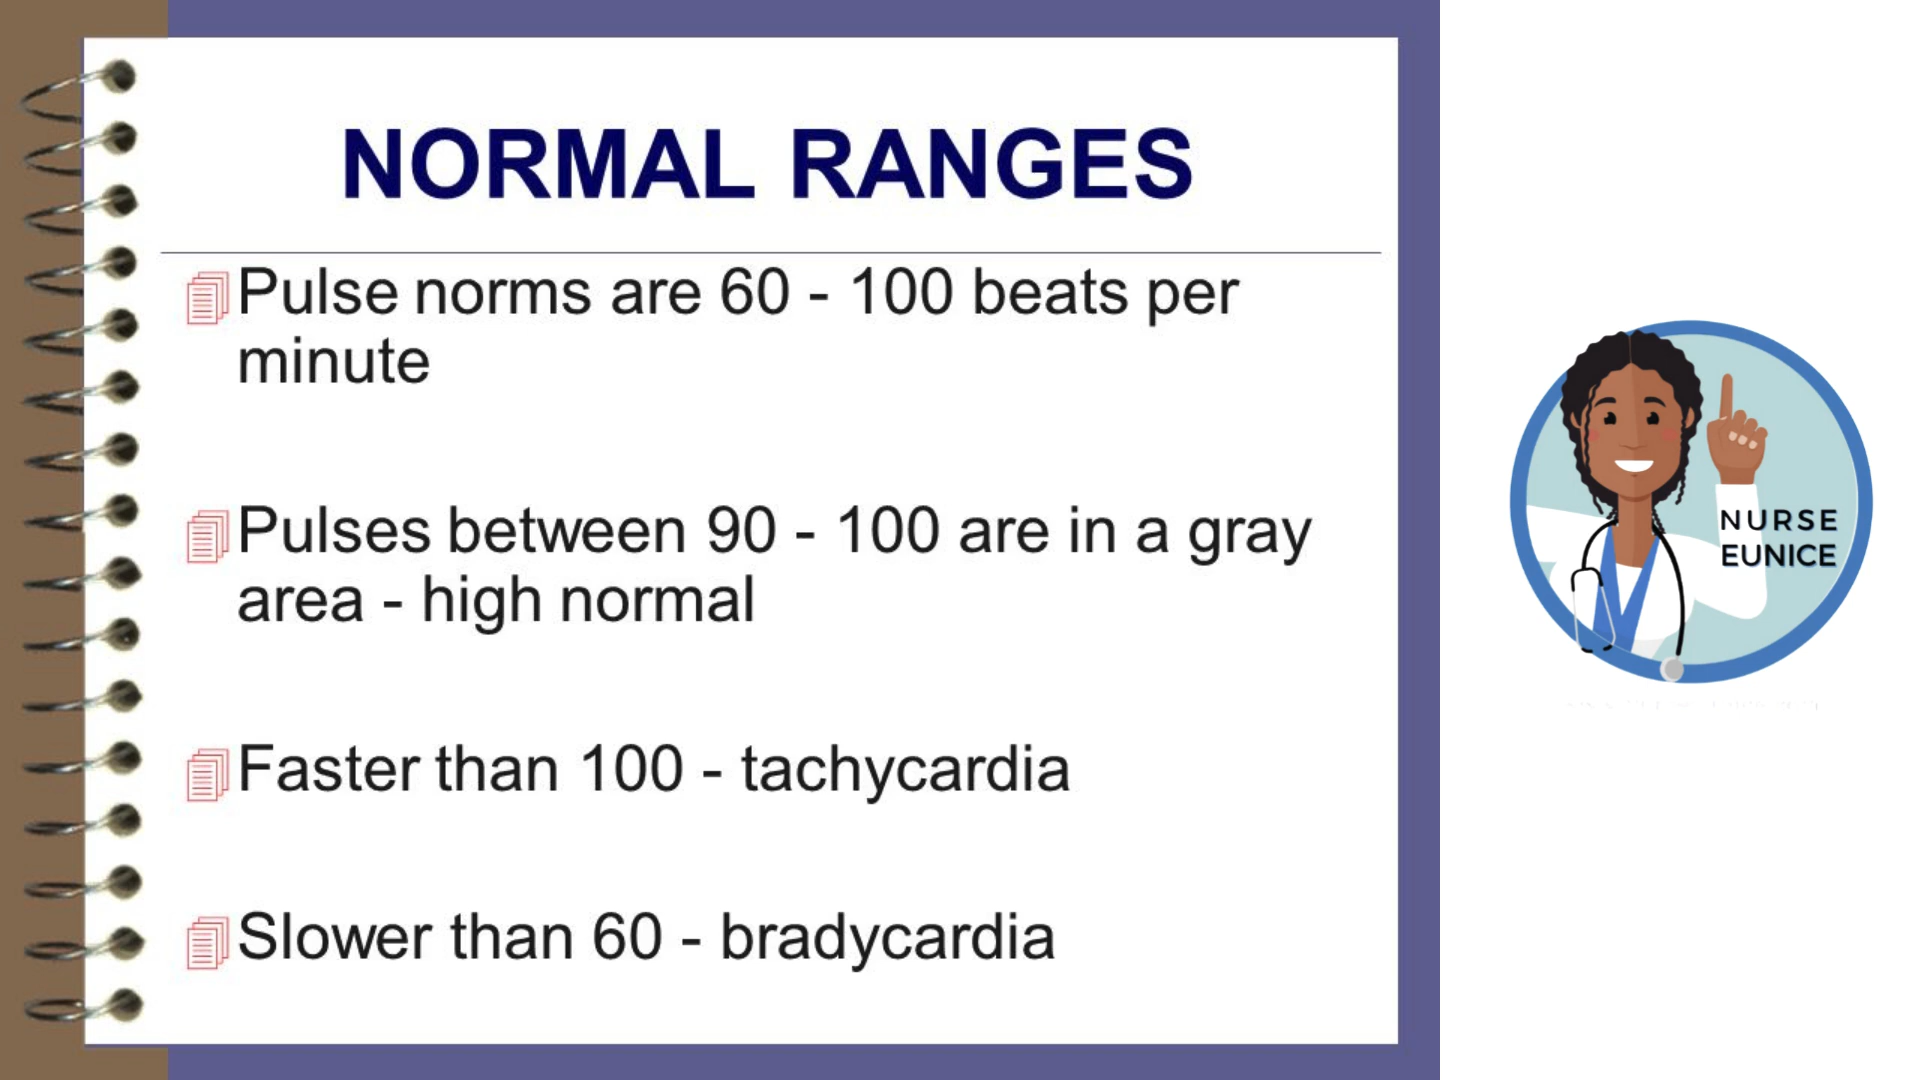 NORMAL RANGES
Pulse norms are 60 - 100 beats per
minute
Pulses between 90 - 100 are in a gray
area - high normal
Faster than 100 - tachycardia
Slower than 60 - bradycardia
NURSE
EUNICE